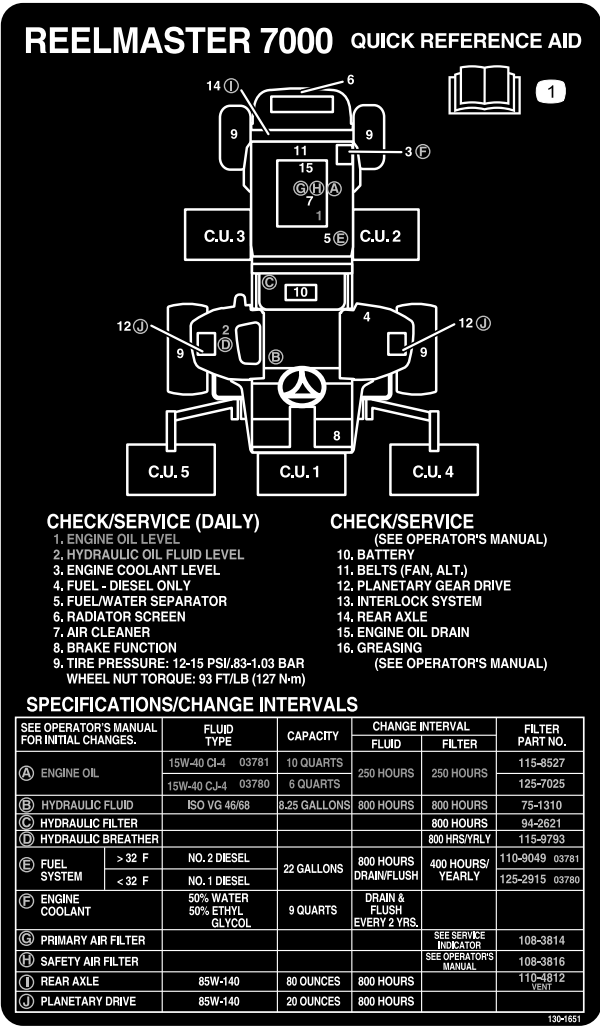 REELMASTER 7000 QUICK REFERENCE AID
1
6
14 I
9
9
11
3 F
15
G H A
7
1
C.U. 3
5 E
C.U. 2
C
10
12 J
2
D
4
12 J
9
B
9
8
C.U. 5
C.U. 1
C.U. 4
CHECK/SERVICE (DAILY)
1. ENGINE OIL LEVEL
2. HYDRAULIC OIL FLUID LEVEL
3. ENGINE COOLANT LEVEL
4. FUEL - DIESEL ONLY
5. FUEL/WATER SEPARATOR
6. RADIATOR SCREEN
7. AIR CLEANER
8. BRAKE FUNCTION
9. TIRE PRESSURE: 12-15 PSI/.83-1.03 BAR
WHEEL NUT TORQUE: 93 FT/LB (127 N·m)
CHECK/SERVICE
(SEE OPERATOR'S MANUAL)
10. BATTERY
11. BELTS (FAN, ALT.)
12. PLANETARY GEAR DRIVE
13. INTERLOCK SYSTEM
14. REAR AXLE
15. ENGINE OIL DRAIN
16. GREASING
(SEE OPERATOR'S MANUAL)
SPECIFICATIONS/CHANGE INTERVALS
SEE OPERATOR'S MANUAL
FOR INITIAL CHANGES.
FLUID
TYPE
CAPACITY
CHANGE INTERVAL
FLUID
FILTER
FILTER
PART NO.
A ENGINE OIL
15W-40 CI-4 03781
10 QUARTS
250 HOURS
250 HOURS
115-8527
15W-40 CJ-4 03780
6 QUARTS
125-7025
B HYDRAULIC FLUID
ISO VG 46/68
8.25 GALLONS
800 HOURS
800 HOURS
75-1310
C HYDRAULIC FILTER
800 HOURS
94-2621
D HYDRAULIC BREATHER
800 HRS/YRLY
115-9793
E FUEL
SYSTEM
> 32 F
NO. 2 DIESEL
22 GALLONS
800 HOURS
DRAIN/FLUSH
400 HOURS/
YEARLY
110-9049 03781
< 32 F
NO. 1 DIESEL
125-2915 03780
F ENGINE
COOLANT
50% WATER
50% ETHYL
GLYCOL
9 QUARTS
DRAIN &
FLUSH
EVERY 2 YRS.
G PRIMARY AIR FILTER
SEE SERVICE
INDICATOR
108-3814
H SAFETY AIR FILTER
SEE OPERATOR'S
MANUAL
108-3816
I REAR AXLE
85W-140
80 OUNCES
800 HOURS
110-4812
VENT
J PLANETARY DRIVE
85W-140
20 OUNCES
800 HOURS
130-1651